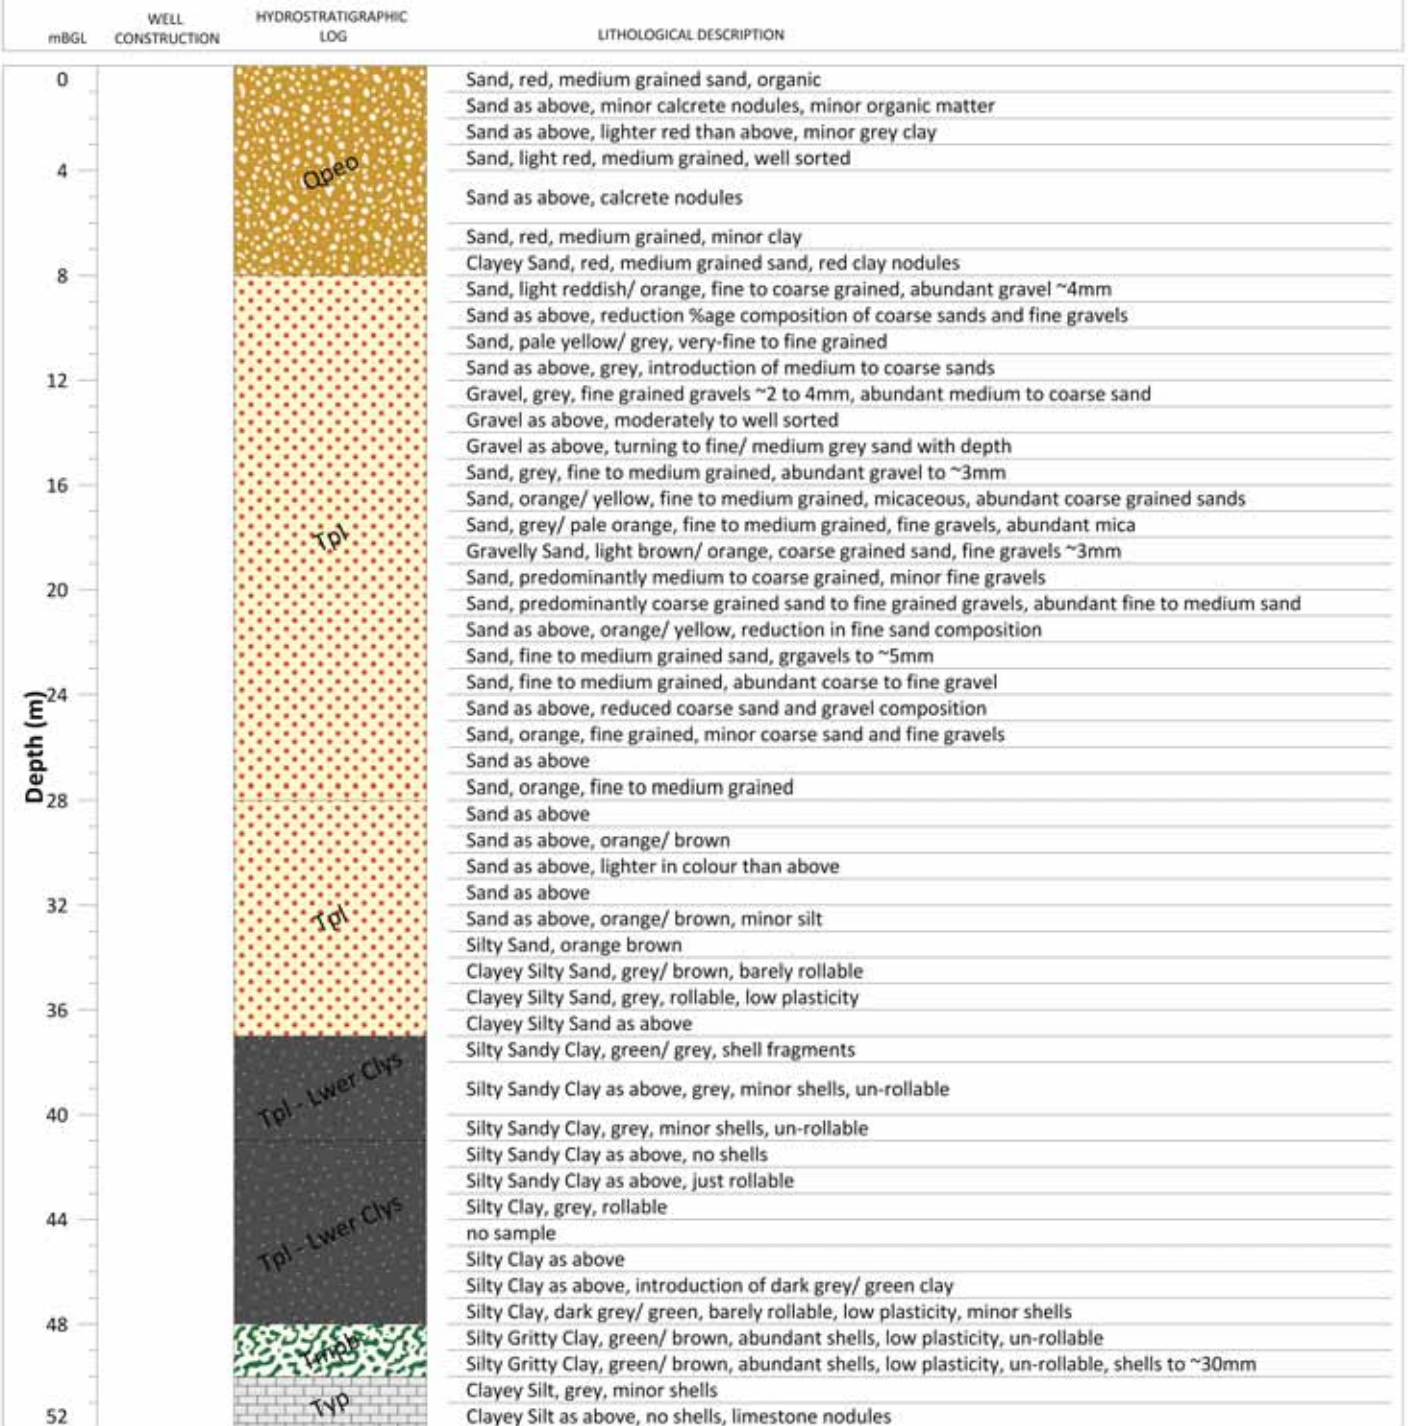 mBGL
WELL CONSTRUCTION
HYDROSTRATIGRAPHIC LOG
LITHOLOGICAL DESCRIPTION
0
Sand, red, medium grained sand, organic
Sand as above, minor calcrete nodules, minor organic matter
Sand as above, lighter red than above, minor grey clay
Sand, light red, medium grained, well sorted
4
Qpeo
Sand as above, calcrete nodules
Sand, red, medium grained, minor clay
Clayey Sand, red, medium grained sand, red clay nodules
8
Sand, light reddish/ orange, fine to coarse grained, abundant gravel ~4mm
Sand as above, reduction %age composition of coarse sands and fine gravels
Sand, pale yellow/ grey, very-fine to fine grained
Sand as above, grey, introduction of medium to coarse sands
12
Gravel, grey, fine grained gravels ~2 to 4mm, abundant medium to coarse sand
Gravel as above, moderately to well sorted
Gravel as above, turning to fine/ medium grey sand with depth
Sand, grey, fine to medium grained, abundant gravel to ~3mm
16
Sand, orange/ yellow, fine to medium grained, micaceous, abundant coarse grained sands
Sand, grey/ pale orange, fine to medium grained, fine gravels, abundant mica
Tpl
Gravelly Sand, light brown/ orange, coarse grained sand, fine gravels ~3mm
Sand, predominantly medium to coarse grained, minor fine gravels
20
Sand, predominantly coarse grained sand to fine grained gravels, abundant fine to medium sand
Sand as above, orange/ yellow, reduction in fine sand composition
Sand, fine to medium grained sand, grgavels to ~5mm
Sand, fine to medium grained, abundant coarse to fine gravel
24
Depth (m)
Sand as above, reduced coarse sand and gravel composition
Sand, orange, fine grained, minor coarse sand and fine gravels
Sand as above
Sand, orange, fine to medium grained
28
Sand as above
Sand as above, orange/ brown
Sand as above, lighter in colour than above
Sand as above
32
Tpl
Sand as above, orange/ brown, minor silt
Silty Sand, orange brown
Clayey Silty Sand, grey/ brown, barely rollable
Clayey Silty Sand, grey, rollable, low plasticity
36
Clayey Silty Sand as above
Silty Sandy Clay, green/ grey, shell fragments
Tpl - Lwer Clys
Silty Sandy Clay as above, grey, minor shells, un-rollable
40
Silty Sandy Clay, grey, minor shells, un-rollable
Silty Sandy Clay as above, no shells
Silty Sandy Clay as above, just rollable
Silty Clay, grey, rollable
44
Tpl - Lwer Clys
no sample
Silty Clay as above
Silty Clay as above, introduction of dark grey/ green clay
Silty Clay, dark grey/ green, barely rollable, low plasticity, minor shells
48
Silty Gritty Clay, green/ brown, abundant shells, low plasticity, un-rollable
Tmpb
Silty Gritty Clay, green/ brown, abundant shells, low plasticity, un-rollable, shells to ~30mm
Clayey Silt, grey, minor shells
Typ
52
Clayey Silt as above, no shells, limestone nodules